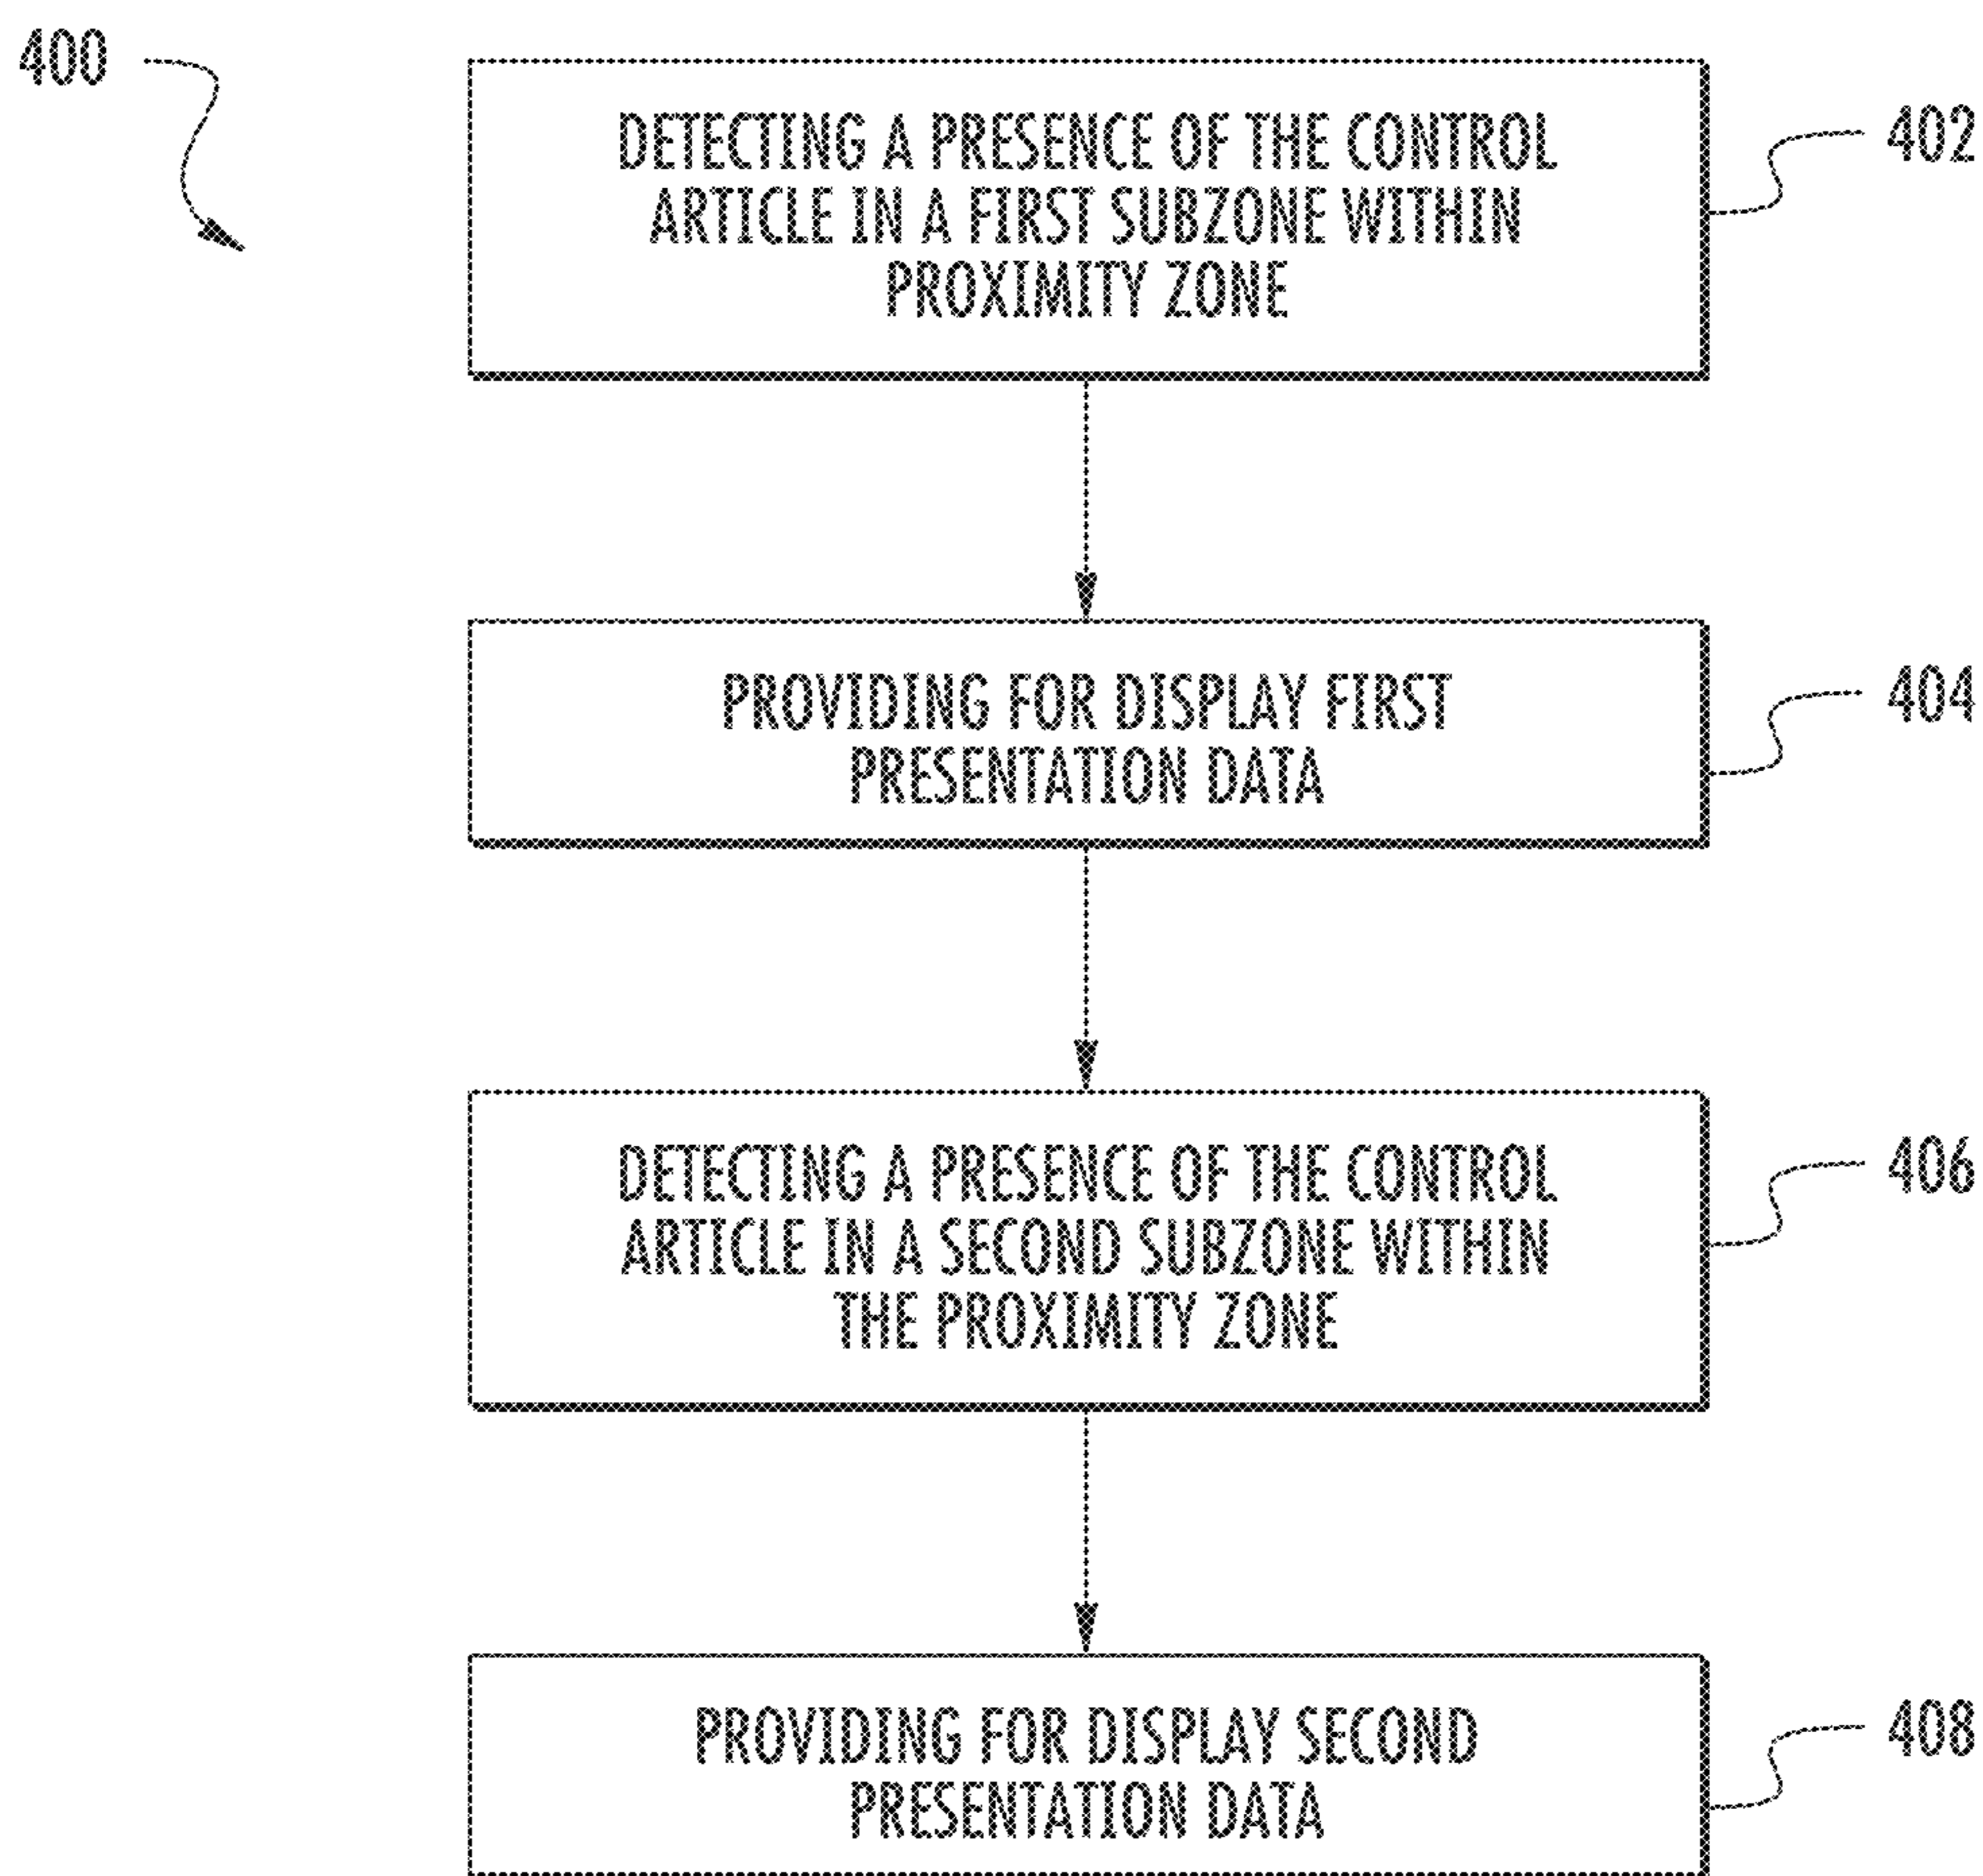 400
DETECTING A PRESENCE OF THE CONTROL
ARTICLE IN A FIRST SUBZONE WITHIN
PROXIMITY ZONE
402
PROVIDING FOR DISPLAY FIRST
PRESENTATION DATA
404
DETECTING A PRESENCE OF THE CONTROL
ARTICLE IN A SECOND SUBZONE WITHIN
THE PROXIMITY ZONE
406
PROVIDING FOR DISPLAY SECOND
PRESENTATION DATA
408